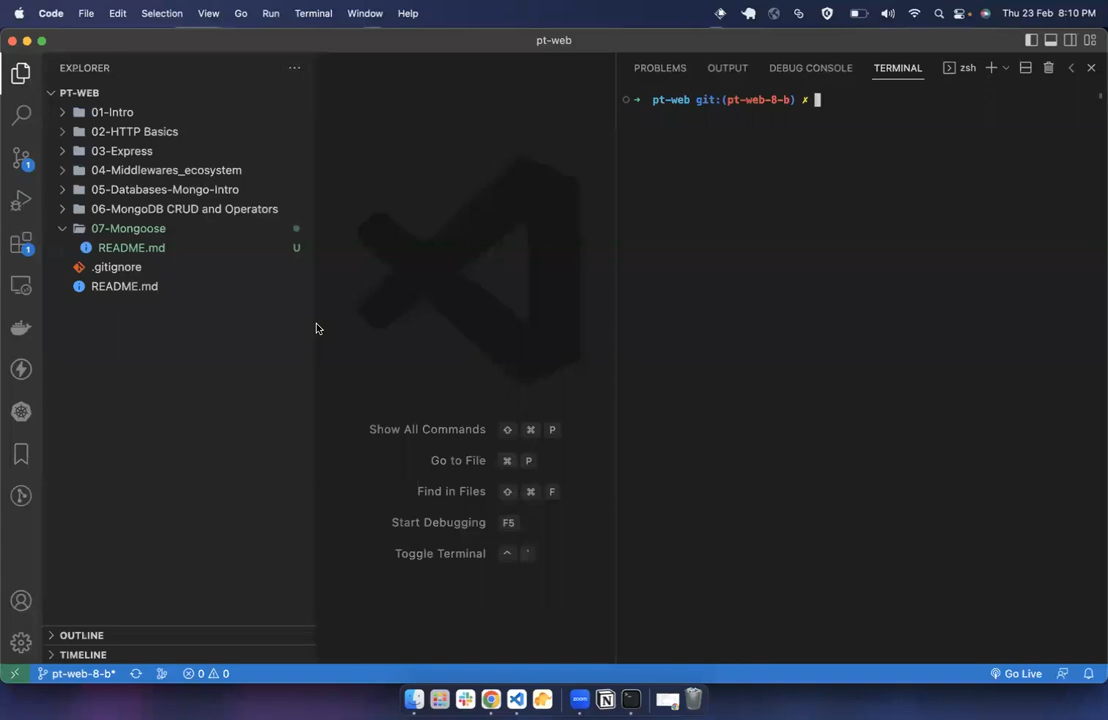 Code File Edit Selection View Go Run Terminal Window Help Thu 23 Feb 8:10 PM
pt-web
EXPLORER
PROBLEMS OUTPUT DEBUG CONSOLE TERMINAL zsh
PT-WEB
➜ pt-web git:(pt-web-8-b) ✗
01-Intro
02-HTTP Basics
03-Express
04-Middlewares_ecosystem
05-Databases-Mongo-Intro
06-MongoDB CRUD and Operators
07-Mongoose
README.md U
.gitignore
README.md
Show All Commands ⇧ ⌘ P
Go to File ⌘ P
Find in Files ⇧ ⌘ F
Start Debugging F5
Toggle Terminal ^ `
OUTLINE
TIMELINE
1
1
pt-web-8-b* 0 0 Go Live
zoom